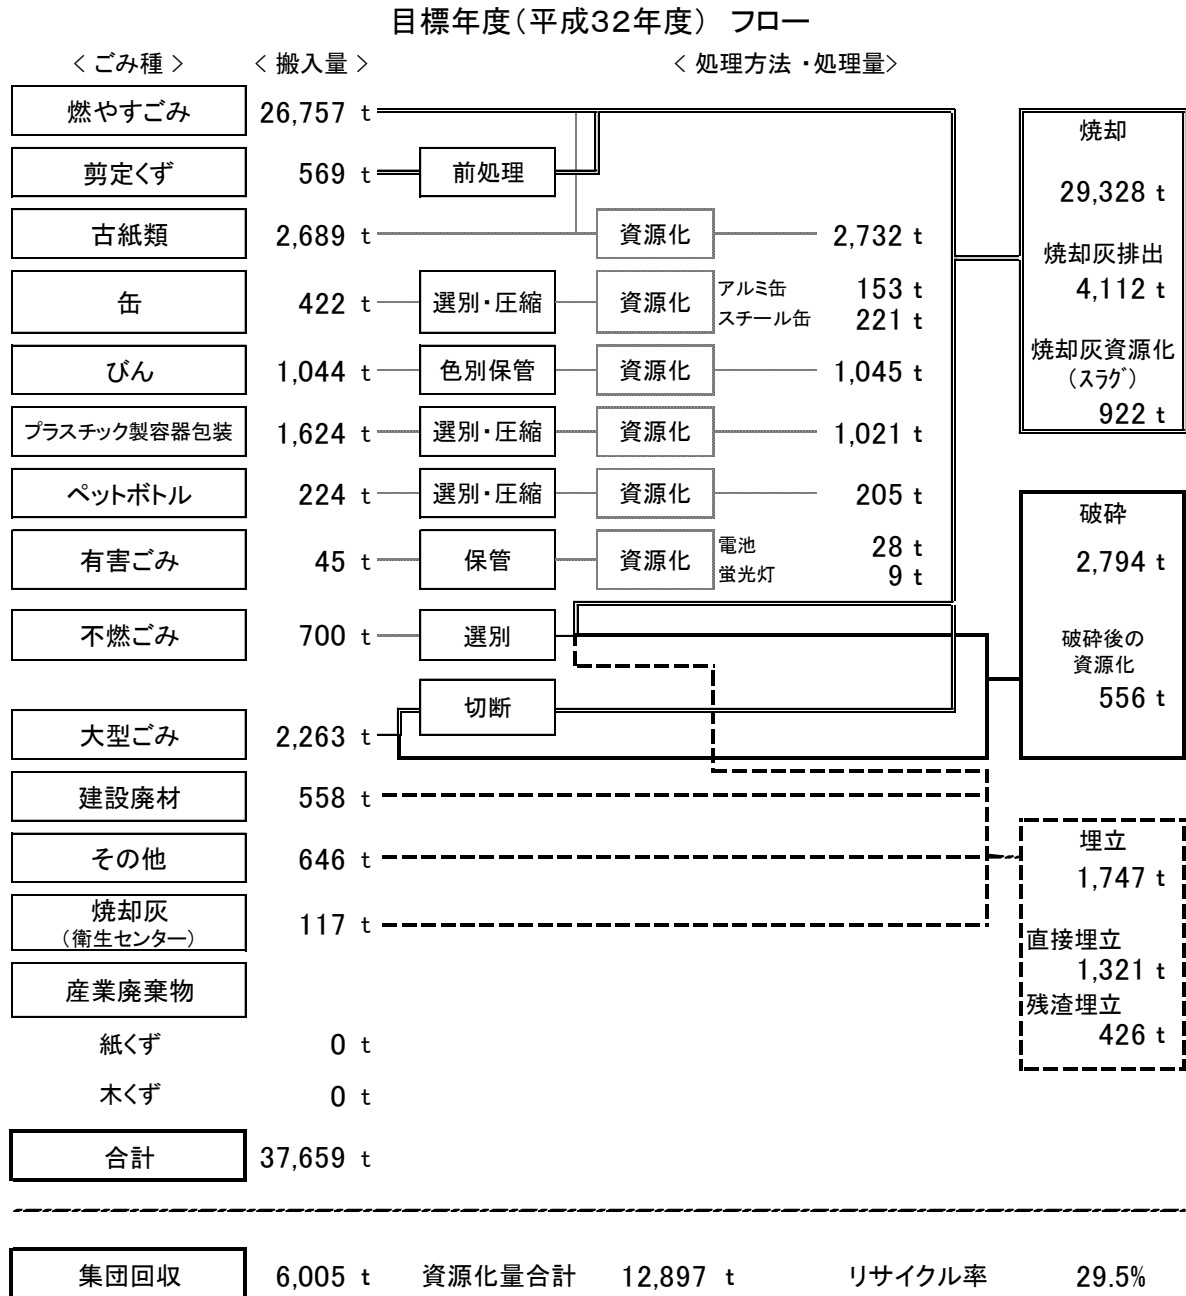 目標年度（平成３２年度） フロー
＜ ごみ種 ＞ ＜ 搬入量 ＞ ＜ 処理方法 ・処理量＞
燃やすごみ 26,757 t
焼却
剪定くず 569 t 前処理
29,328 t
古紙類 2,689 t 資源化 2,732 t
焼却灰排出
4,112 t
缶 422 t 選別・圧縮 資源化
アルミ缶 153 t
スチール缶 221 t
焼却灰資源化
（スラグ）
922 t
びん 1,044 t 色別保管 資源化 1,045 t
プラスチック製容器包装 1,624 t 選別・圧縮 資源化 1,021 t
ペットボトル 224 t 選別・圧縮 資源化 205 t
破砕
2,794 t
有害ごみ 45 t 保管 資源化
電池 28 t
蛍光灯 9 t
不燃ごみ 700 t 選別
破砕後の
資源化
556 t
切断
大型ごみ 2,263 t
建設廃材 558 t
埋立
1,747 t
その他 646 t
焼却灰
（衛生センター）
117 t
直接埋立
1,321 t
残渣埋立
426 t
産業廃棄物
紙くず 0 t
木くず 0 t
合計 37,659 t
集団回収 6,005 t 資源化量合計 12,897 t リサイクル率 29.5%